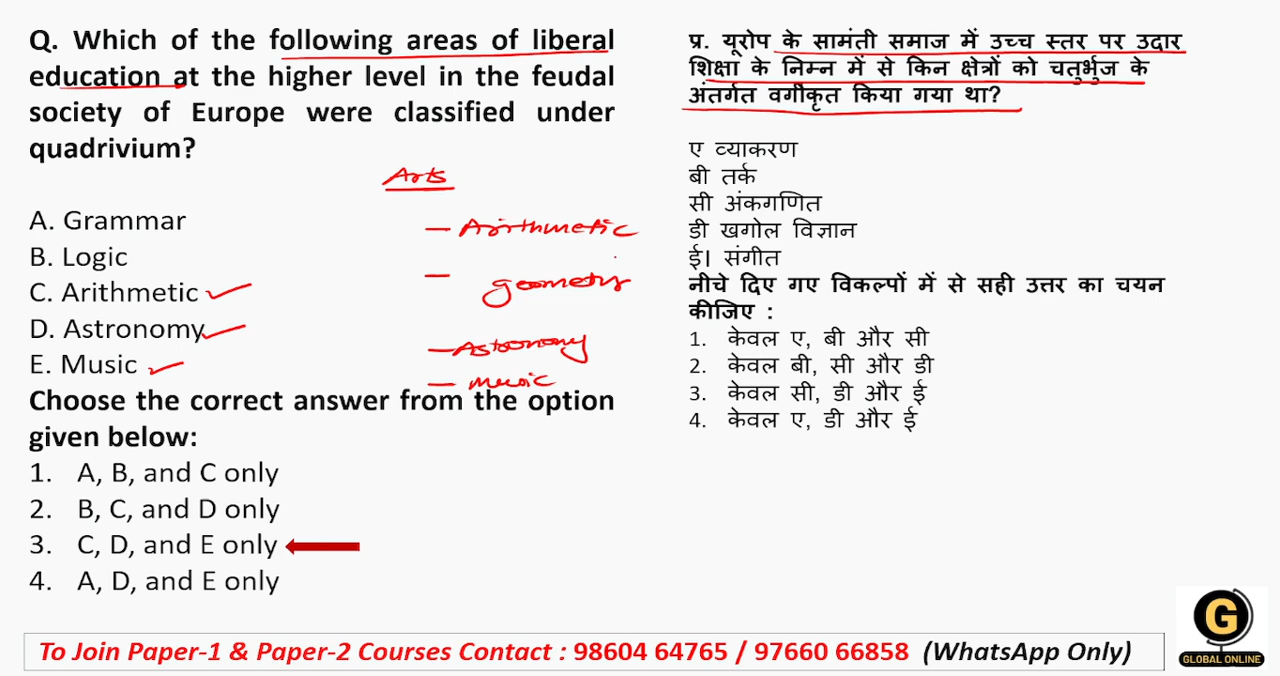 Q. Which of the following areas of liberal
education at the higher level in the feudal
society of Europe were classified under
quadrivium?
Arts
A. Grammar
B. Logic
C. Arithmetic
D. Astronomy
E. Music
- Arithmetic
- geometry
- Astronomy
- music
Choose the correct answer from the option
given below:
1. A, B, and C only
2. B, C, and D only
3. C, D, and E only
4. A, D, and E only
प्र. यूरोप के सामंती समाज में उच्च स्तर पर उदार
शिक्षा के निम्न में से किन क्षेत्रों को चतुर्भुज के
अंतर्गत वर्गीकृत किया गया था?
ए व्याकरण
बी तर्क
सी अंकगणित
डी खगोल विज्ञान
ई। संगीत
नीचे दिए गए विकल्पों में से सही उत्तर का चयन
कीजिए :
1. केवल ए, बी और सी
2. केवल बी, सी और डी
3. केवल सी, डी और ई
4. केवल ए, डी और ई
To Join Paper-1 & Paper-2 Courses Contact : 98604 64765 / 97660 66858 (WhatsApp Only)
G
GLOBAL ONLINE